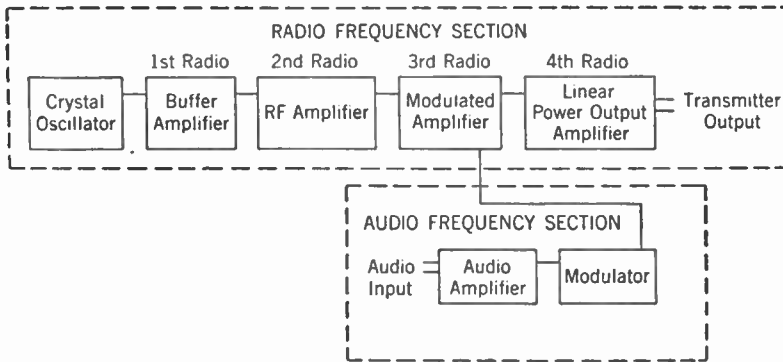 RADIO FREQUENCY SECTION
1st Radio 2nd Radio 3rd Radio 4th Radio
Crystal
Oscillator
Buffer
Amplifier
RF Amplifier
Modulated
Amplifier
Linear
Power Output
Amplifier
Transmitter
Output
AUDIO FREQUENCY SECTION
Audio
Input
Audio
Amplifier
Modulator